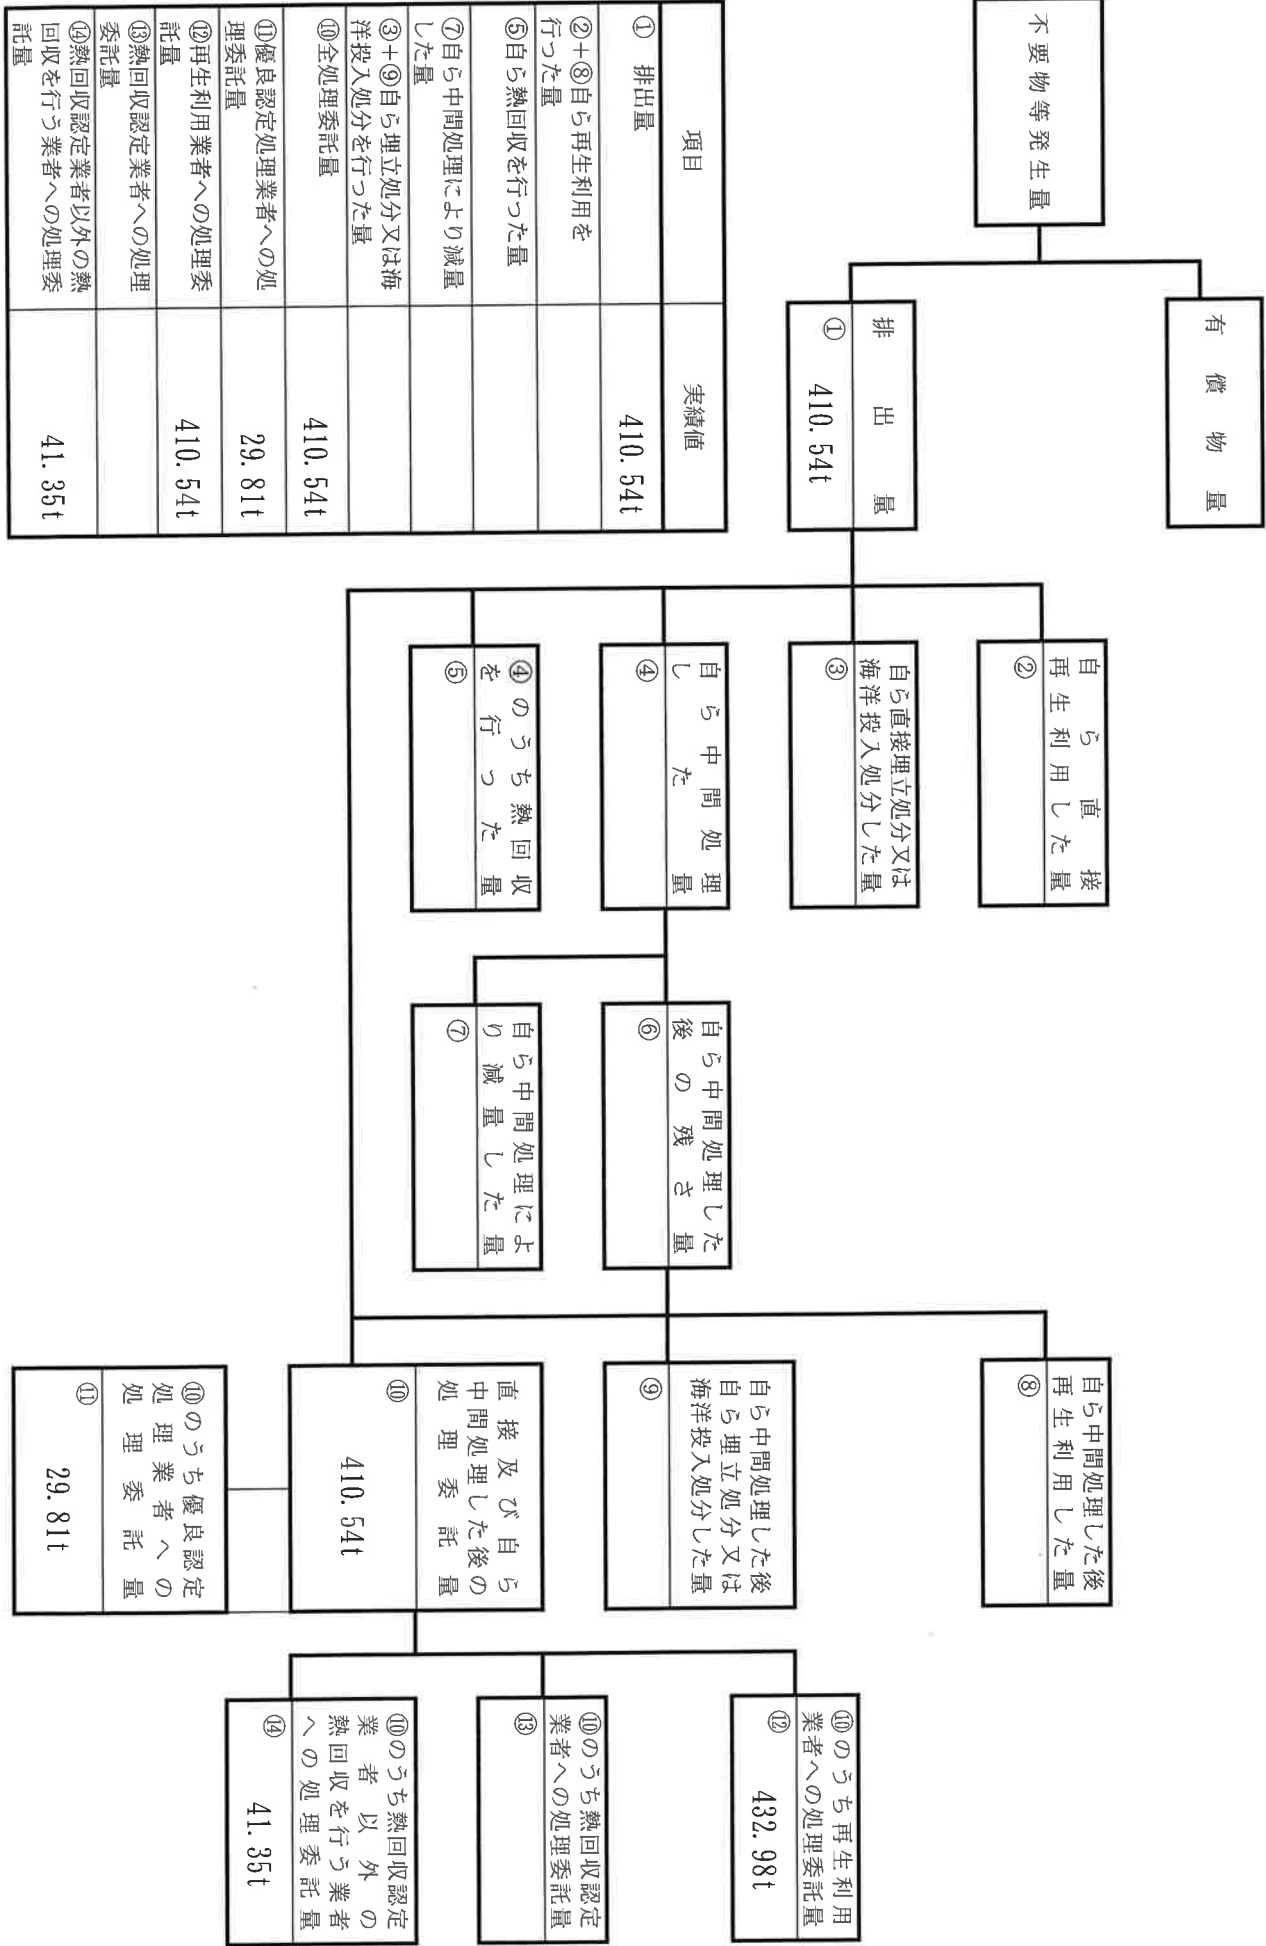 不要物等発生量
有償物量
排出量
① 410.54t
自ら直接
再生利用した量
②
自ら直接埋立処分又は
海洋投入処分した量
③
自ら中間処理
した量
④
④のうち熱回収
を行った量
⑤
自ら中間処理した
後の残さ量
⑥
自ら中間処理によ
り減量した量
⑦
自ら中間処理した後
再生利用した量
⑧
自ら中間処理した後
自ら埋立処分又は
海洋投入処分した量
⑨
直接及び自ら
中間処理した後の
処理委託量
⑩
410.54t
⑩のうち優良認定
処理業者への
処理委託量
⑪
29.81t
⑩のうち再生利用
業者への処理委託量
⑫
432.98t
⑩のうち熱回収認定
業者への処理委託量
⑬
⑩のうち熱回収認定
業者以外の
熱回収を行う業者
への処理委託量
⑭
41.35t
項目 実績値
① 排出量 410.54t
②+⑧自ら再生利用を
行った量
⑤自ら熱回収を行った量
⑦自ら中間処理により減量
した量
③+⑨自ら埋立処分又は海
洋投入処分を行った量
⑩全処理委託量 410.54t
⑪優良認定処理業者への処
理委託量 29.81t
⑫再生利用業者への処理委
託量 410.54t
⑬熱回収認定業者への処理
委託量
⑭熱回収認定業者以外の熱
回収を行う業者への処理委
託量 41.35t